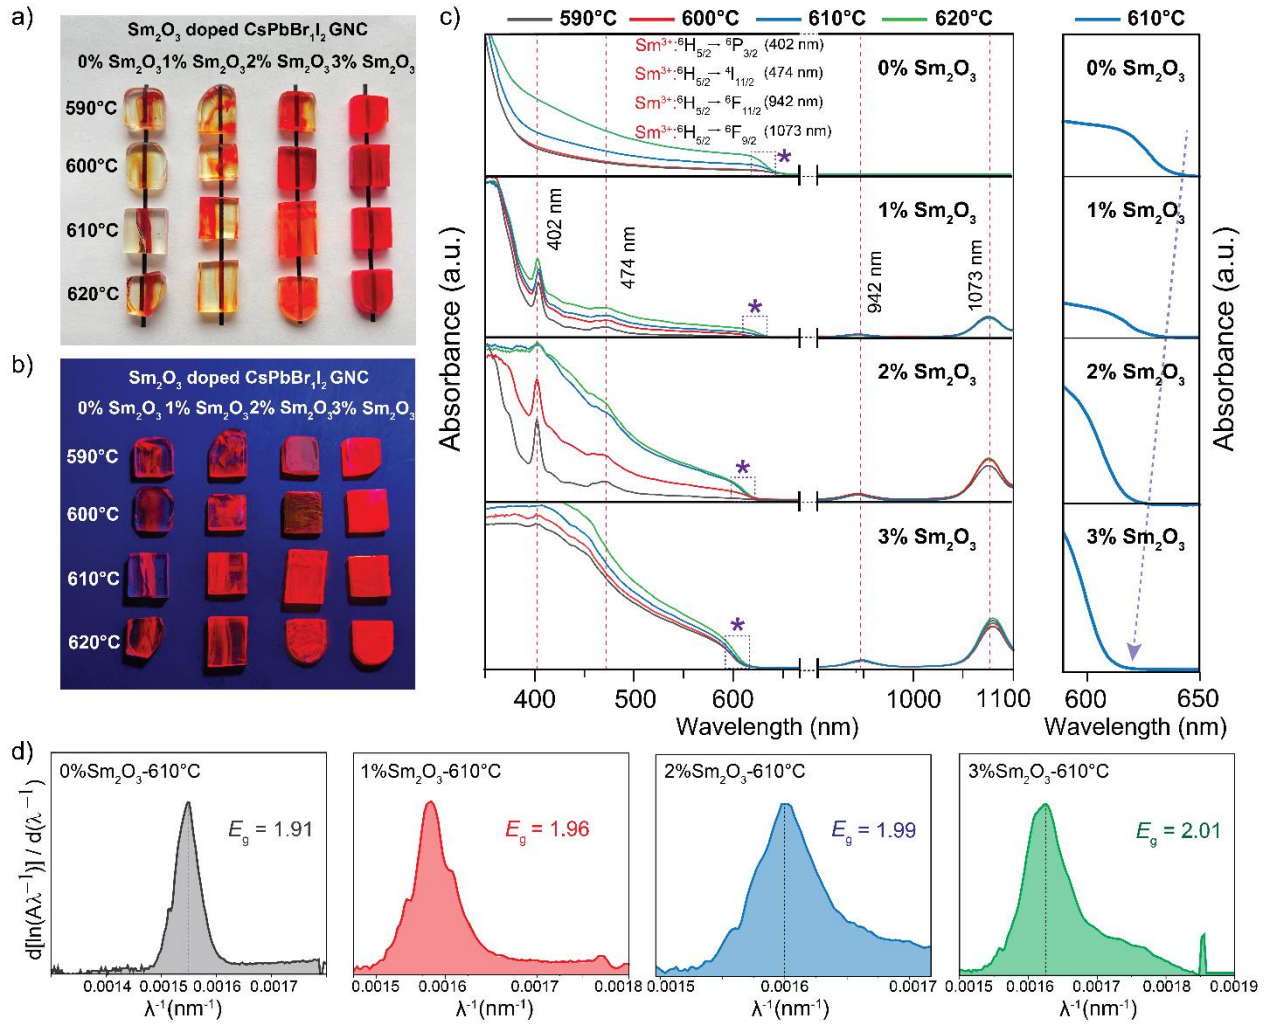 a)
Sm₂O₃ doped CsPbBr₁I₂ GNC
0% Sm₂O₃ 1% Sm₂O₃ 2% Sm₂O₃ 3% Sm₂O₃
590°C
600°C
610°C
620°C
b)
Sm₂O₃ doped CsPbBr₁I₂ GNC
0% Sm₂O₃ 1% Sm₂O₃ 2% Sm₂O₃ 3% Sm₂O₃
590°C
600°C
610°C
620°C
c)
590°C 600°C 610°C 620°C
Sm³⁺:⁶H₅/₂→ ⁶P₃/₂ (402 nm)
Sm³⁺:⁶H₅/₂→ ⁴I₁₁/₂ (474 nm)
Sm³⁺:⁶H₅/₂→ ⁶F₁₁/₂ (942 nm)
Sm³⁺:⁶H₅/₂→ ⁶F₉/₂ (1073 nm)
0% Sm₂O₃
*
402 nm
474 nm
942 nm
1073 nm
1% Sm₂O₃
*
2% Sm₂O₃
*
3% Sm₂O₃
*
Absorbance (a.u.)
400 500 600 1000 1100
Wavelength (nm)
610°C
0% Sm₂O₃
1% Sm₂O₃
2% Sm₂O₃
3% Sm₂O₃
Absorbance (a.u.)
600 650
Wavelength (nm)
d)
d[ln(Aλ⁻¹)] / d(λ⁻¹)
0%Sm₂O₃-610°C
Eg = 1.91
0.0014 0.0015 0.0016 0.0017
λ⁻¹(nm⁻¹)
1%Sm₂O₃-610°C
Eg = 1.96
0.0015 0.0016 0.0017 0.0018
λ⁻¹(nm⁻¹)
2%Sm₂O₃-610°C
Eg = 1.99
0.0015 0.0016 0.0017
λ⁻¹(nm⁻¹)
3%Sm₂O₃-610°C
Eg = 2.01
0.0015 0.0016 0.0017 0.0018 0.0019
λ⁻¹(nm⁻¹)